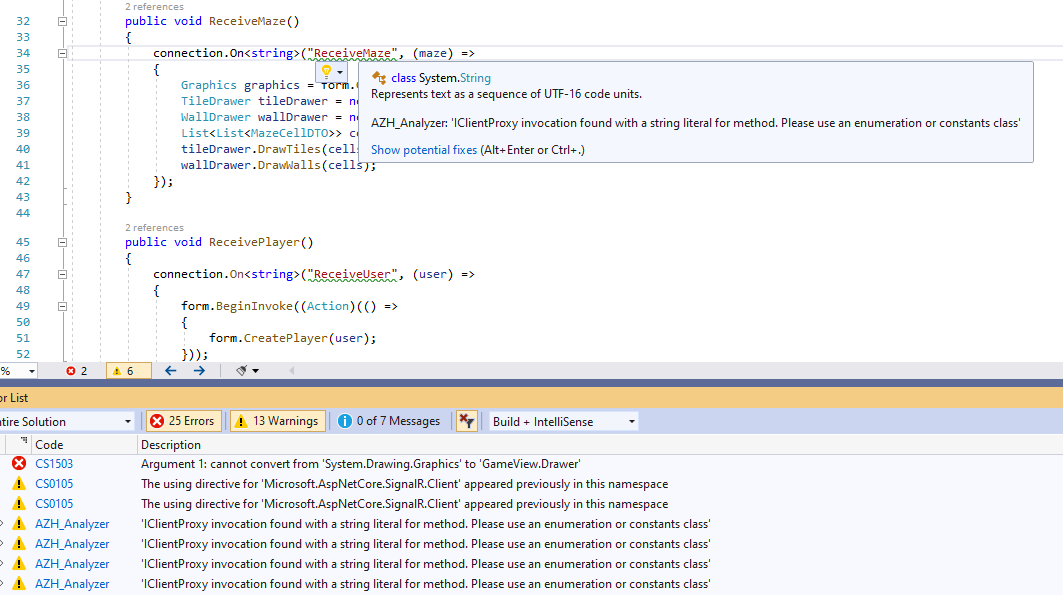 2 references
32 public void ReceiveMaze()
33 {
34 connection.On<string>("ReceiveMaze", (maze) =>
35 {
36 Graphics graphics = form.
37 TileDrawer tileDrawer = ne
38 WallDrawer wallDrawer = ne
39 List<List<MazeCellDTO>> ce
40 tileDrawer.DrawTiles(cells
41 wallDrawer.DrawWalls(cells);
42 });
43 }
44
class System.String
Represents text as a sequence of UTF-16 code units.
AZH_Analyzer: 'IClientProxy invocation found with a string literal for method. Please use an enumeration or constants class'
Show potential fixes (Alt+Enter or Ctrl+.)
2 references
45 public void ReceivePlayer()
46 {
47 connection.On<string>("ReceiveUser", (user) =>
48 {
49 form.BeginInvoke((Action)(() =>
50 {
51 form.CreatePlayer(user);
52 }));
% 2 6
or List
ntire Solution 25 Errors 13 Warnings 0 of 7 Messages Build + IntelliSense
Code Description
CS1503 Argument 1: cannot convert from 'System.Drawing.Graphics' to 'GameView.Drawer'
CS0105 The using directive for 'Microsoft.AspNetCore.SignalR.Client' appeared previously in this namespace
CS0105 The using directive for 'Microsoft.AspNetCore.SignalR.Client' appeared previously in this namespace
AZH_Analyzer 'IClientProxy invocation found with a string literal for method. Please use an enumeration or constants class'
AZH_Analyzer 'IClientProxy invocation found with a string literal for method. Please use an enumeration or constants class'
AZH_Analyzer 'IClientProxy invocation found with a string literal for method. Please use an enumeration or constants class'
AZH_Analyzer 'IClientProxy invocation found with a string literal for method. Please use an enumeration or constants class'